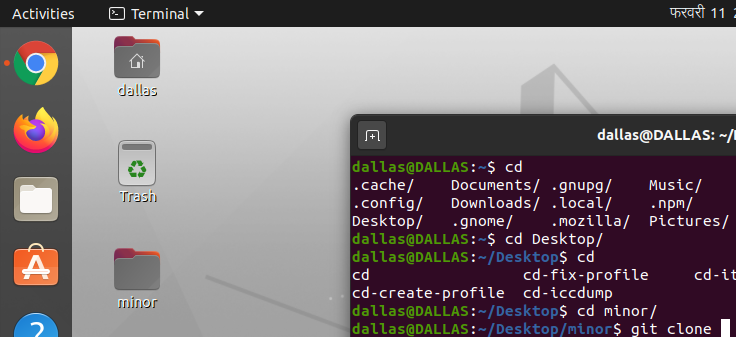 Activities Terminal फरवरी 11 2
dallas
Trash
minor
dallas@DALLAS: ~/
dallas@DALLAS:~$ cd
.cache/ Documents/ .gnupg/ Music/
.config/ Downloads/ .local/ .npm/
Desktop/ .gnome/ .mozilla/ Pictures/
dallas@DALLAS:~$ cd Desktop/
dallas@DALLAS:~/Desktop$ cd
cd cd-fix-profile cd-it
cd-create-profile cd-iccdump
dallas@DALLAS:~/Desktop$ cd minor/
dallas@DALLAS:~/Desktop/minor$ git clone